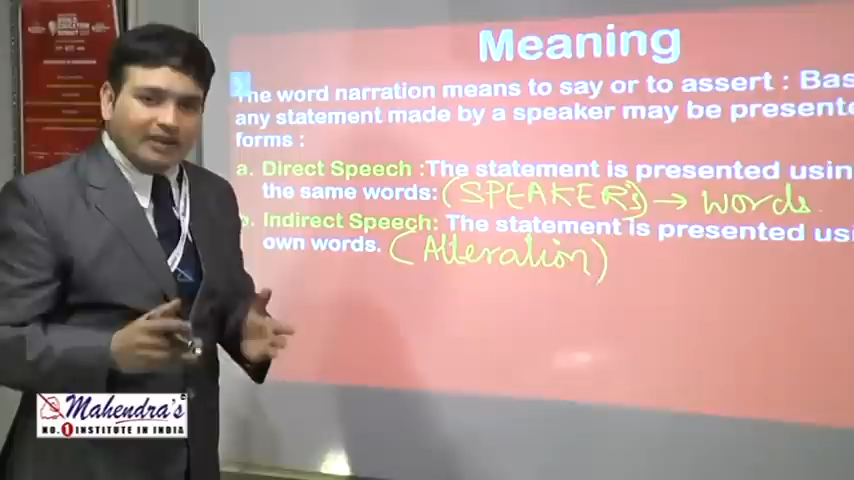 Meaning
The word narration means to say or to assert : Bas
any statement made by a speaker may be presente
forms :
a. Direct Speech :The statement is presented usin
the same words: (SPEAKER's) → words.
b. Indirect Speech: The statement is presented usi
own words. (Alteration)
Mahendra's
NO. 1 INSTITUTE IN INDIA